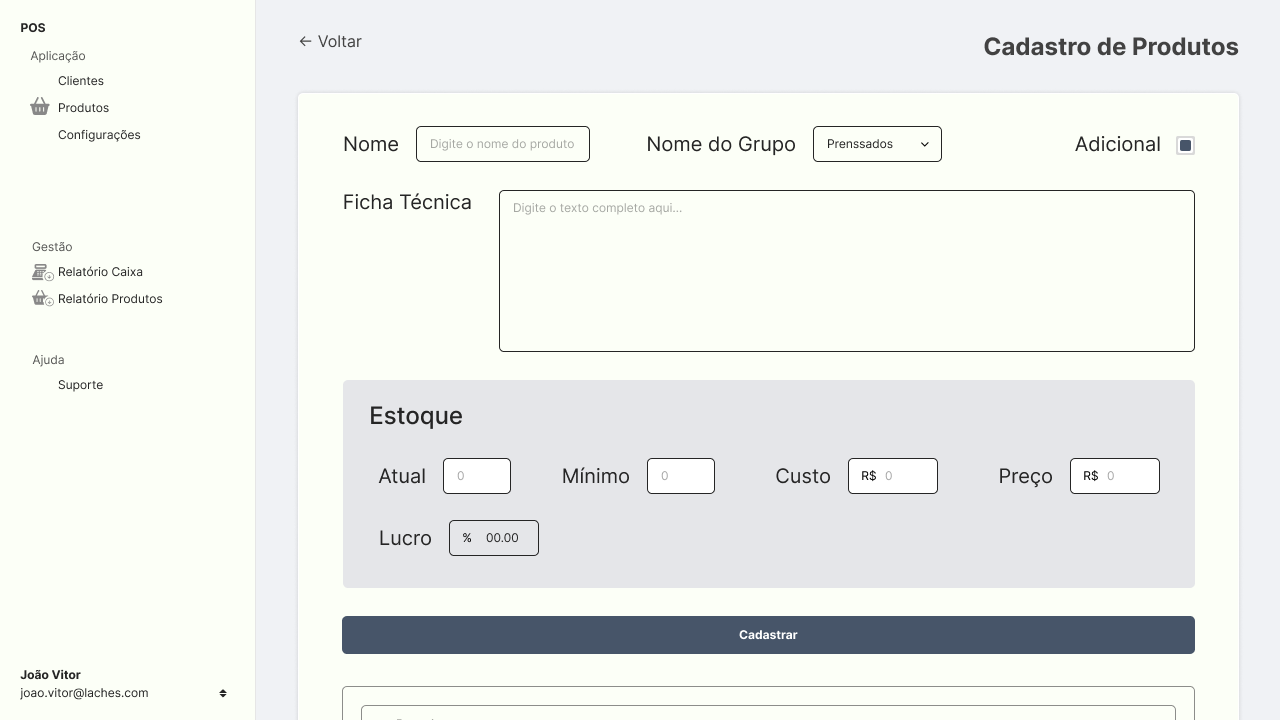 POS
Aplicação
Clientes
Produtos
Configurações
Gestão
Relatório Caixa
Relatório Produtos
Ajuda
Suporte
João Vitor
joao.vitor@laches.com
← Voltar
Cadastro de Produtos
Nome Digite o nome do produto Nome do Grupo Prenssados Adicional
Ficha Técnica Digite o texto completo aqui...
Estoque
Atual 0 Mínimo 0 Custo R$ 0 Preço R$ 0
Lucro % 00.00
Cadastrar